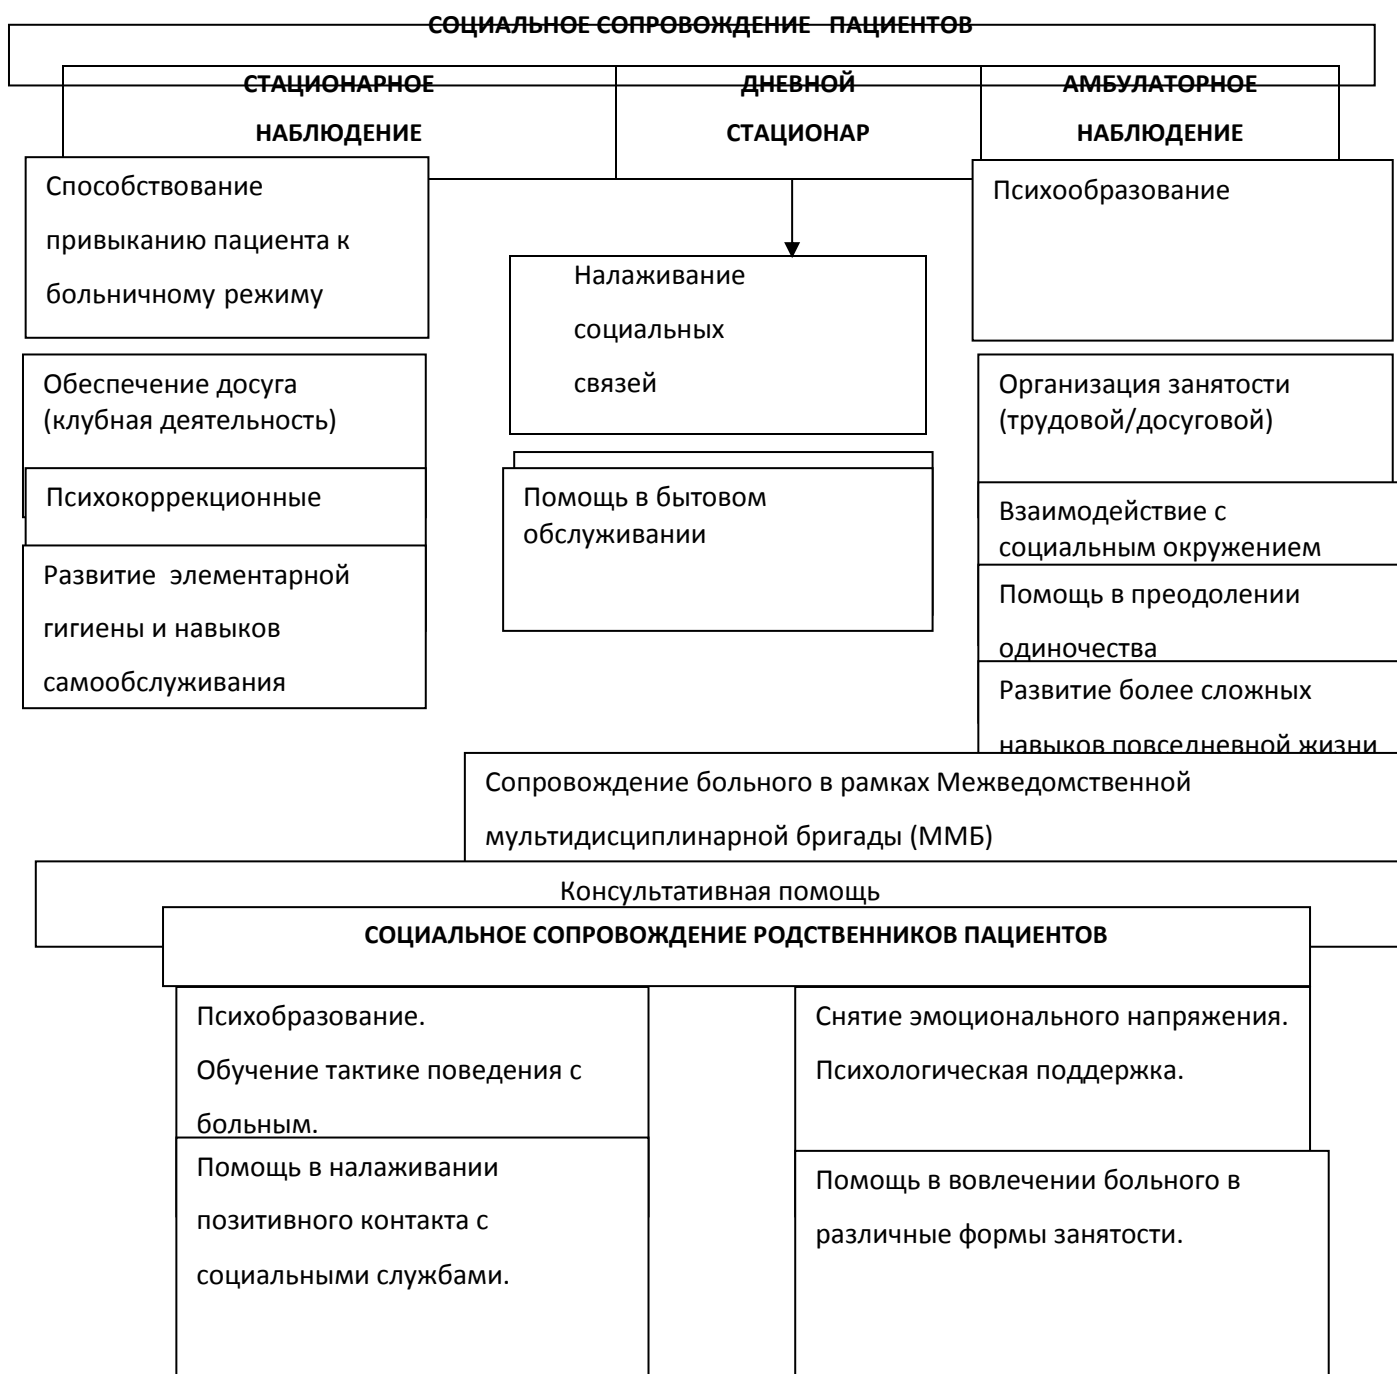 СОЦИАЛЬНОЕ СОПРОВОЖДЕНИЕ ПАЦИЕНТОВ
СТАЦИОНАРНОЕ
НАБЛЮДЕНИЕ
ДНЕВНОЙ
СТАЦИОНАР
АМБУЛАТОРНОЕ
НАБЛЮДЕНИЕ
Способствование
привыканию пациента к
больничному режиму
Обеспечение досуга
(клубная деятельность)
Психокоррекционные
Развитие элементарной
гигиены и навыков
самообслуживания
Налаживание
социальных
связей
Помощь в бытовом
обслуживании
Психообразование
Организация занятости
(трудовой/досуговой)
Взаимодействие с
социальным окружением
Помощь в преодолении
одиночества
Развитие более сложных
навыков повседневной жизни
Сопровождение больного в рамках Межведомственной
мультидисциплинарной бригады (ММБ)
Консультативная помощь
СОЦИАЛЬНОЕ СОПРОВОЖДЕНИЕ РОДСТВЕННИКОВ ПАЦИЕНТОВ
Психобразование.
Обучение тактике поведения с
больным.
Помощь в налаживании
позитивного контакта с
социальными службами.
Снятие эмоционального напряжения.
Психологическая поддержка.
Помощь в вовлечении больного в
различные формы занятости.